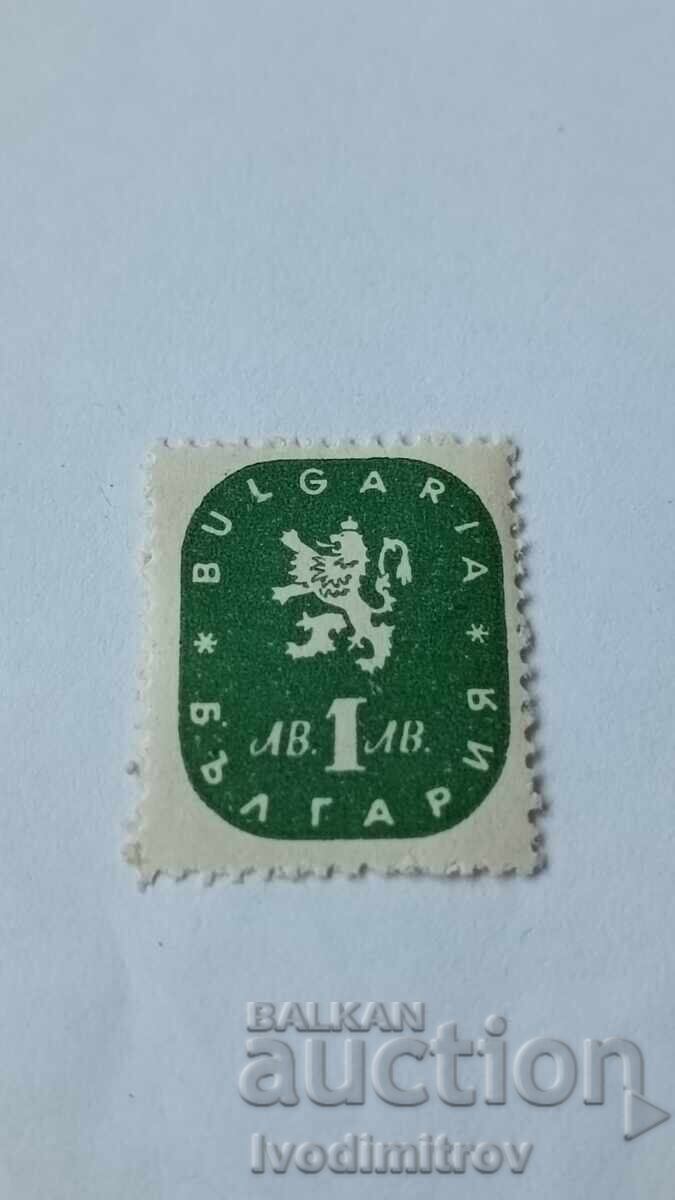 BULGARIA
ЛВ. 1 ЛВ.
* БЪЛГАРИЯ *
BALKAN
auction
Ivodimitrov